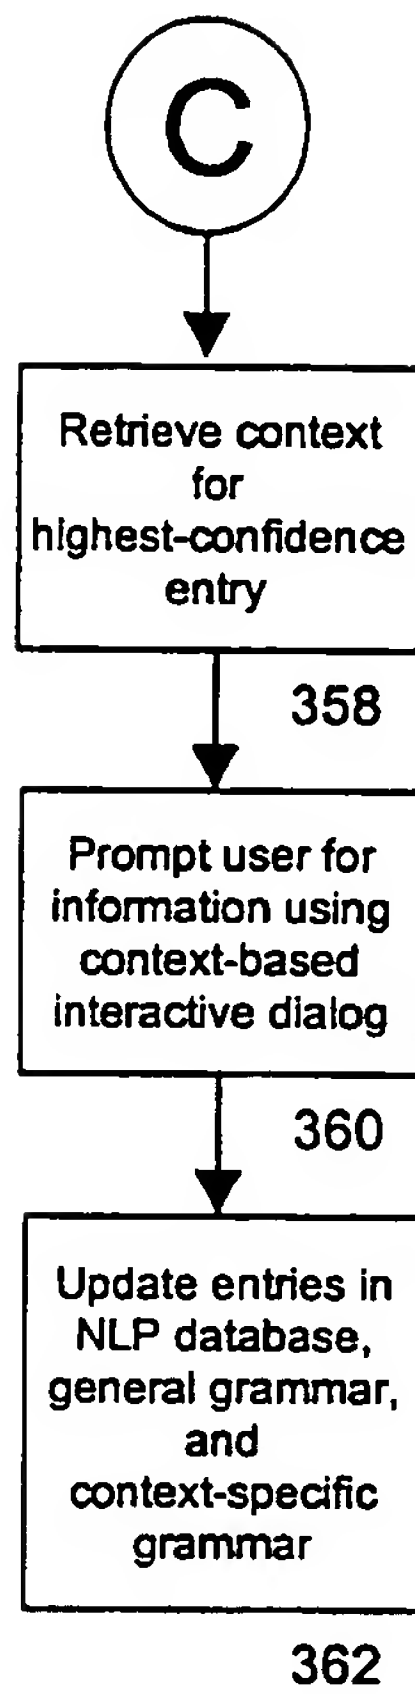 C
Retrieve context
for
highest-confidence
entry
358
Prompt user for
information using
context-based
interactive dialog
360
Update entries in
NLP database,
general grammar,
and
context-specific
grammar
362